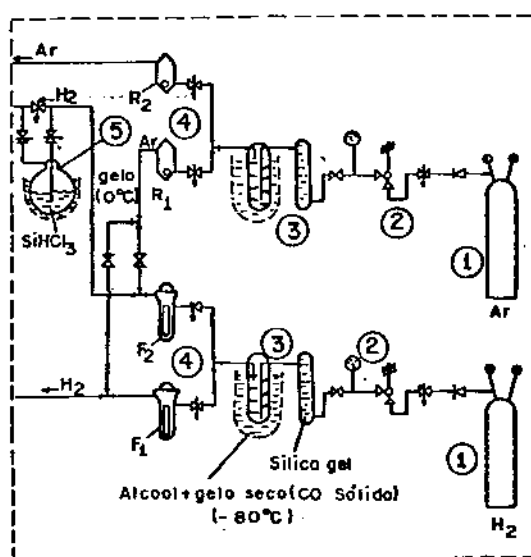 Ar
H2
R2
④
⑤
gelo
(0°C)
Ar
R1
SiHCl3
③
②
①
Ar
F2
④
③
②
①
H2
F1
Silica gel
Alcool + gelo seco (CO Sólido)
(-80°C)
H2